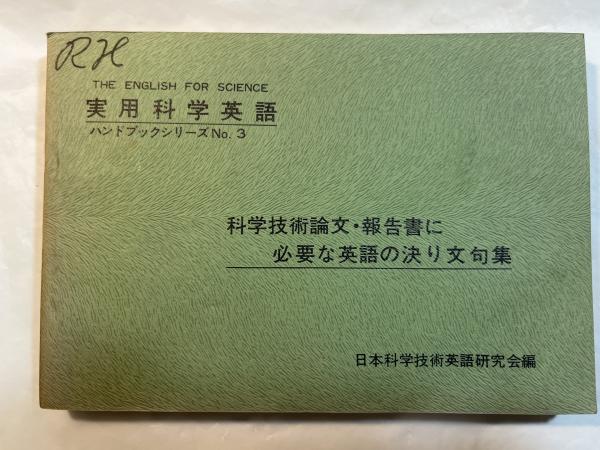 RH
THE ENGLISH FOR SCIENCE
実用科学英語
ハンドブックシリーズ No. 3
科学技術論文・報告書に
必要な英語の決り文句集
日本科学技術英語研究会編